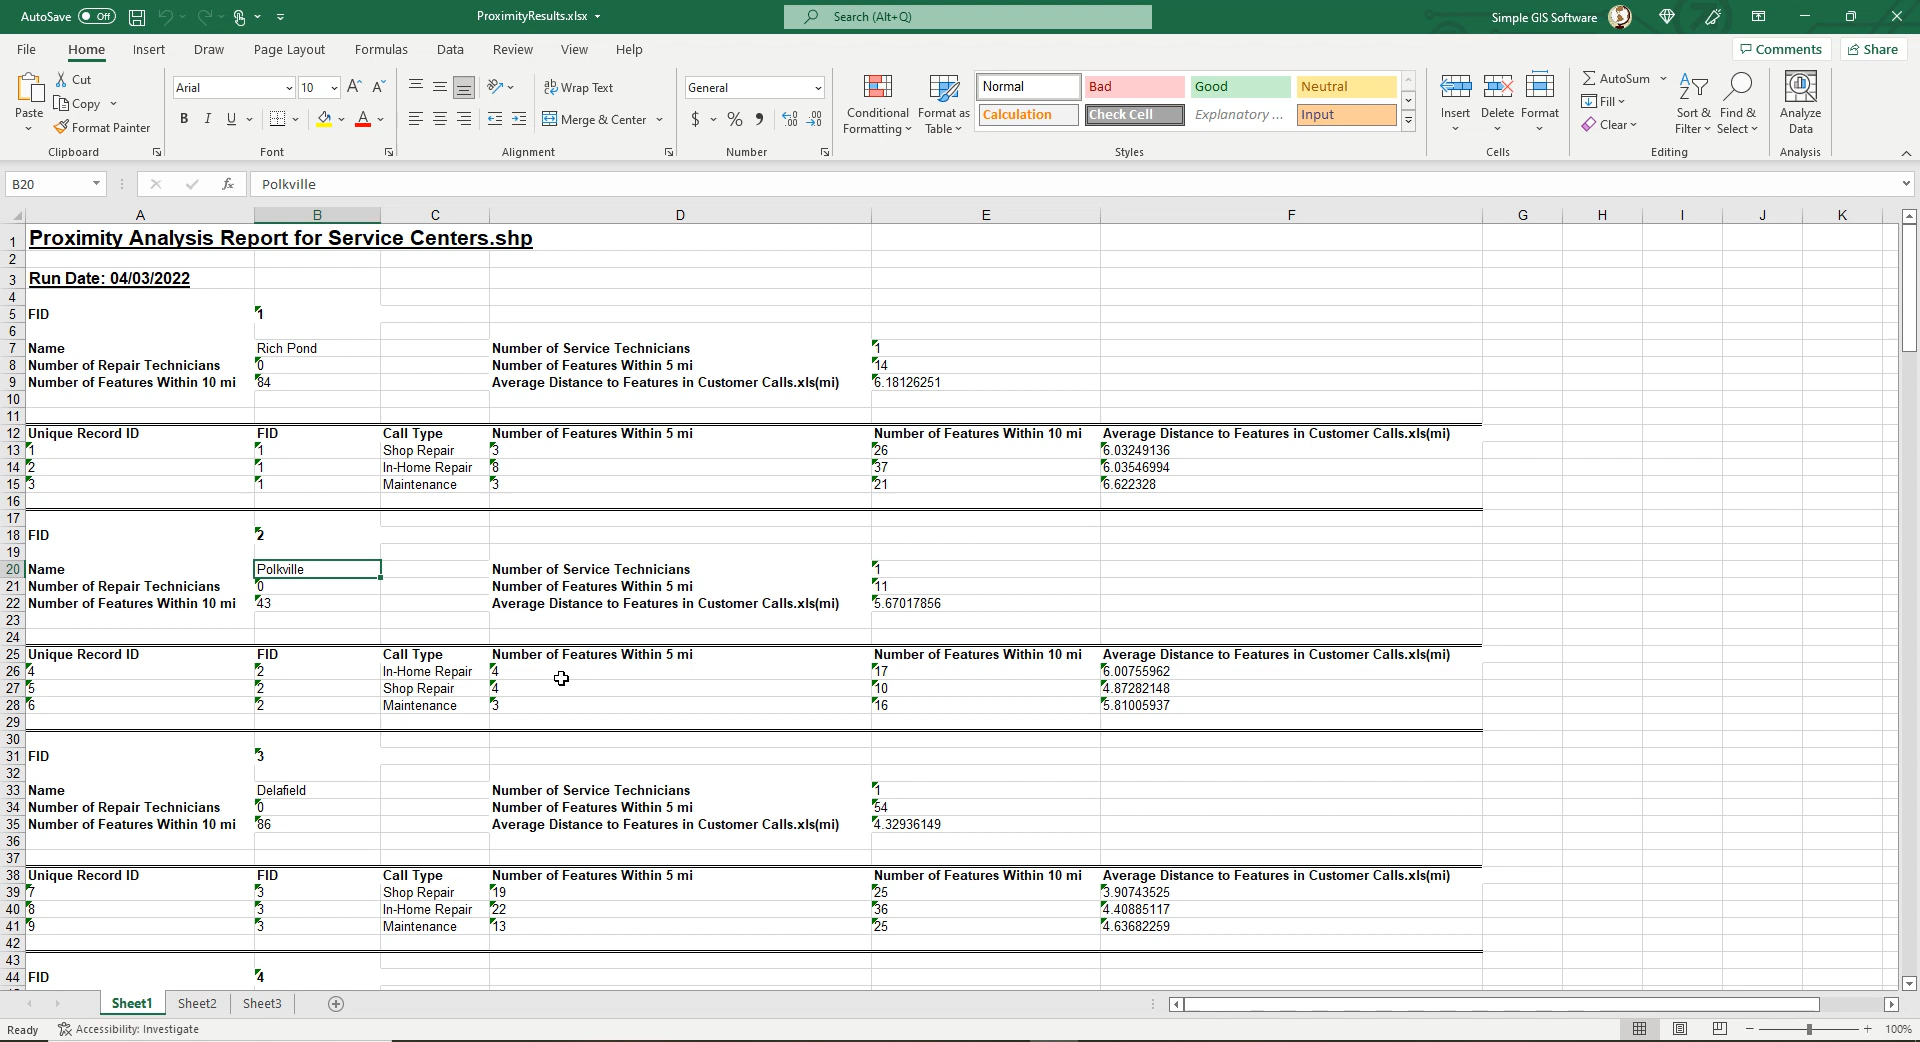 AutoSave Off ProximityResults.xlsx Search (Alt+Q) Simple GIS Software
File Home Insert Draw Page Layout Formulas Data Review View Help Comments Share
Paste Cut Copy Format Painter
Clipboard
Arial 10
B I U
Font
Wrap Text
Merge & Center
Alignment
General
$ % 9
Number
Conditional Formatting Format as Table
Normal Bad Good Neutral
Calculation Check Cell Explanatory ... Input
Styles
Insert Delete Format
Cells
AutoSum
Fill
Clear
Sort & Filter Find & Select
Editing
Analyze Data
Analysis
B20 fx Polkville
A B C D E F G H I J K
1 Proximity Analysis Report for Service Centers.shp
2
3 Run Date: 04/03/2022
4
5 FID 1
6
7 Name Rich Pond Number of Service Technicians 1
8 Number of Repair Technicians 0 Number of Features Within 5 mi 14
9 Number of Features Within 10 mi 84 Average Distance to Features in Customer Calls.xls(mi) 6.18126251
10
11
12 Unique Record ID FID Call Type Number of Features Within 5 mi Number of Features Within 10 mi Average Distance to Features in Customer Calls.xls(mi)
13 1 1 Shop Repair 3 26 6.03249136
14 2 1 In-Home Repair 8 37 6.03546994
15 3 1 Maintenance 3 21 6.622328
16
17
18 FID 2
19
20 Name Polkville Number of Service Technicians 1
21 Number of Repair Technicians 0 Number of Features Within 5 mi 11
22 Number of Features Within 10 mi 43 Average Distance to Features in Customer Calls.xls(mi) 5.67017856
23
24
25 Unique Record ID FID Call Type Number of Features Within 5 mi Number of Features Within 10 mi Average Distance to Features in Customer Calls.xls(mi)
26 4 2 In-Home Repair 4 17 6.00755962
27 5 2 Shop Repair 4 10 4.87282148
28 6 2 Maintenance 3 16 5.81005937
29
30
31 FID 3
32
33 Name Delafield Number of Service Technicians 1
34 Number of Repair Technicians 0 Number of Features Within 5 mi 54
35 Number of Features Within 10 mi 86 Average Distance to Features in Customer Calls.xls(mi) 4.32936149
36
37
38 Unique Record ID FID Call Type Number of Features Within 5 mi Number of Features Within 10 mi Average Distance to Features in Customer Calls.xls(mi)
39 7 3 Shop Repair 19 25 3.90743525
40 8 3 In-Home Repair 22 36 4.40885117
41 9 3 Maintenance 13 25 4.63682259
42
43
44 FID 4
Sheet1 Sheet2 Sheet3
Ready Accessibility: Investigate 100%